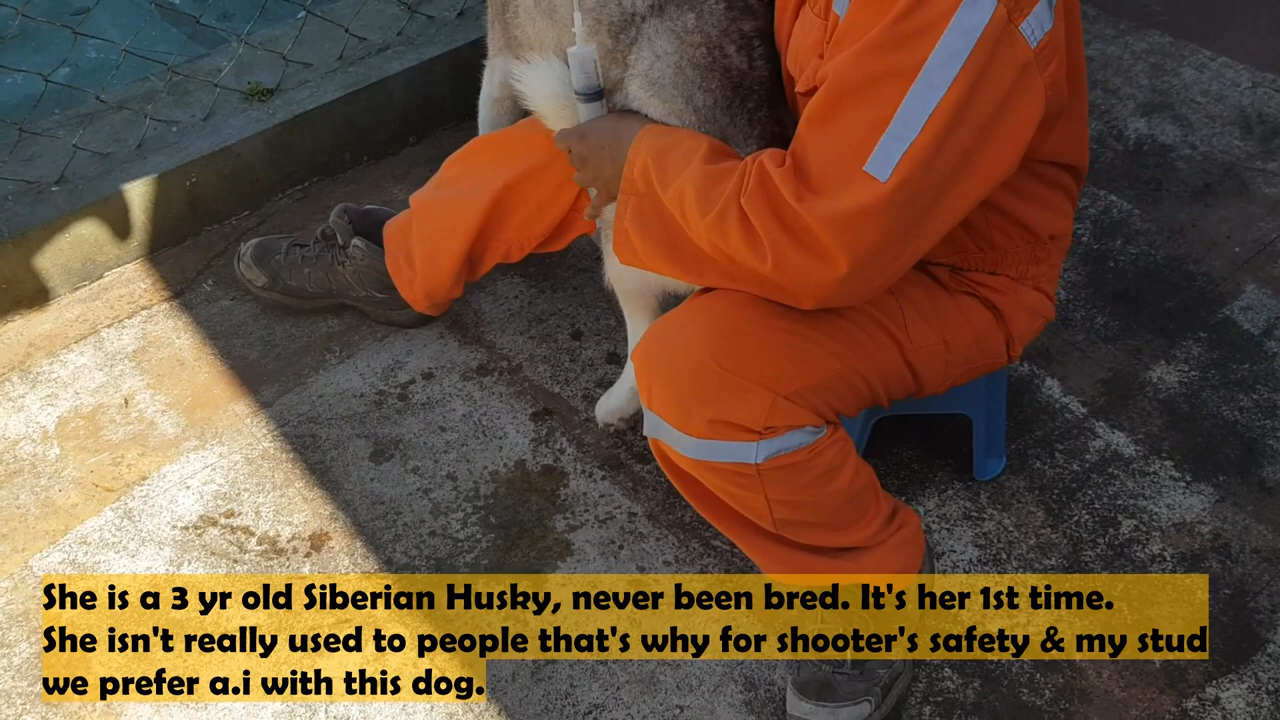 She is a 3 yr old Siberian Husky, never been bred. It's her 1st time.
She isn't really used to people that's why for shooter's safety & my stud
we prefer a.i with this dog.